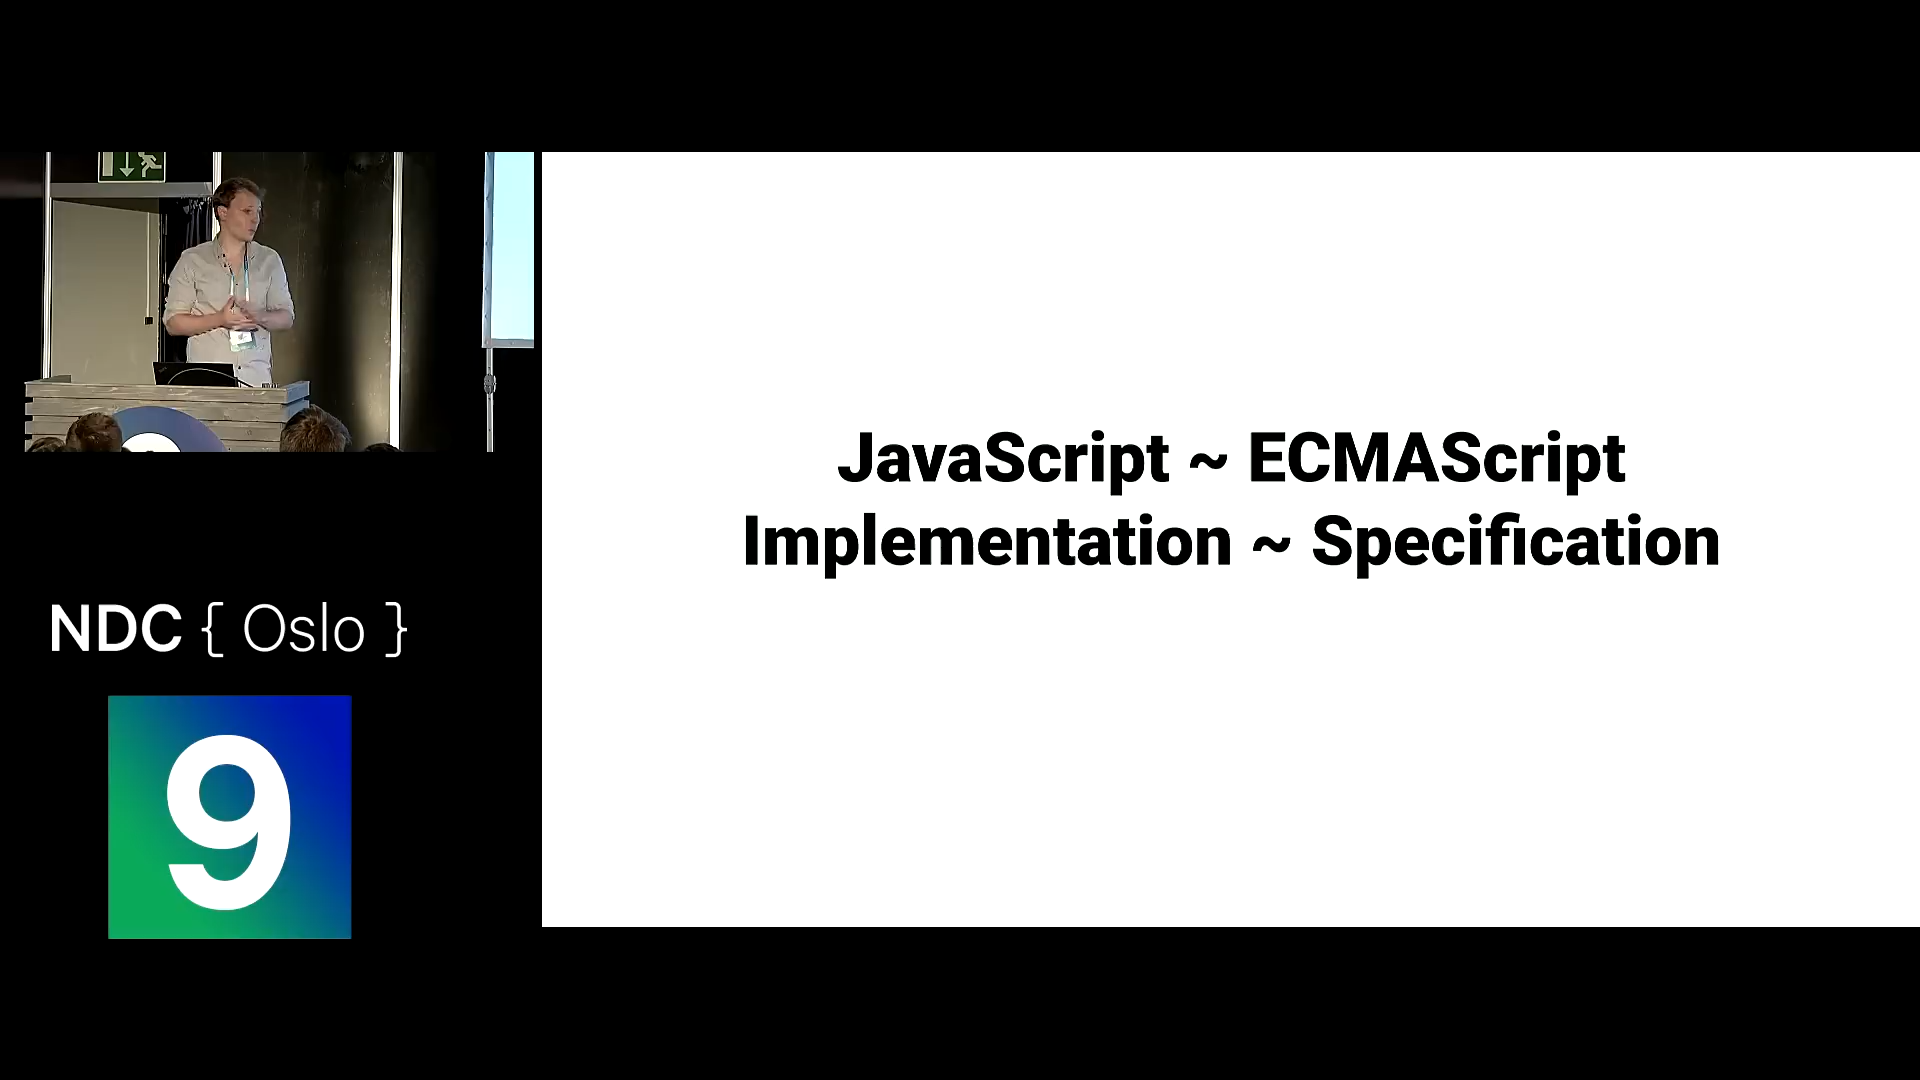 JavaScript ~ ECMAScript
Implementation ~ Specification
NDC { Oslo }
9